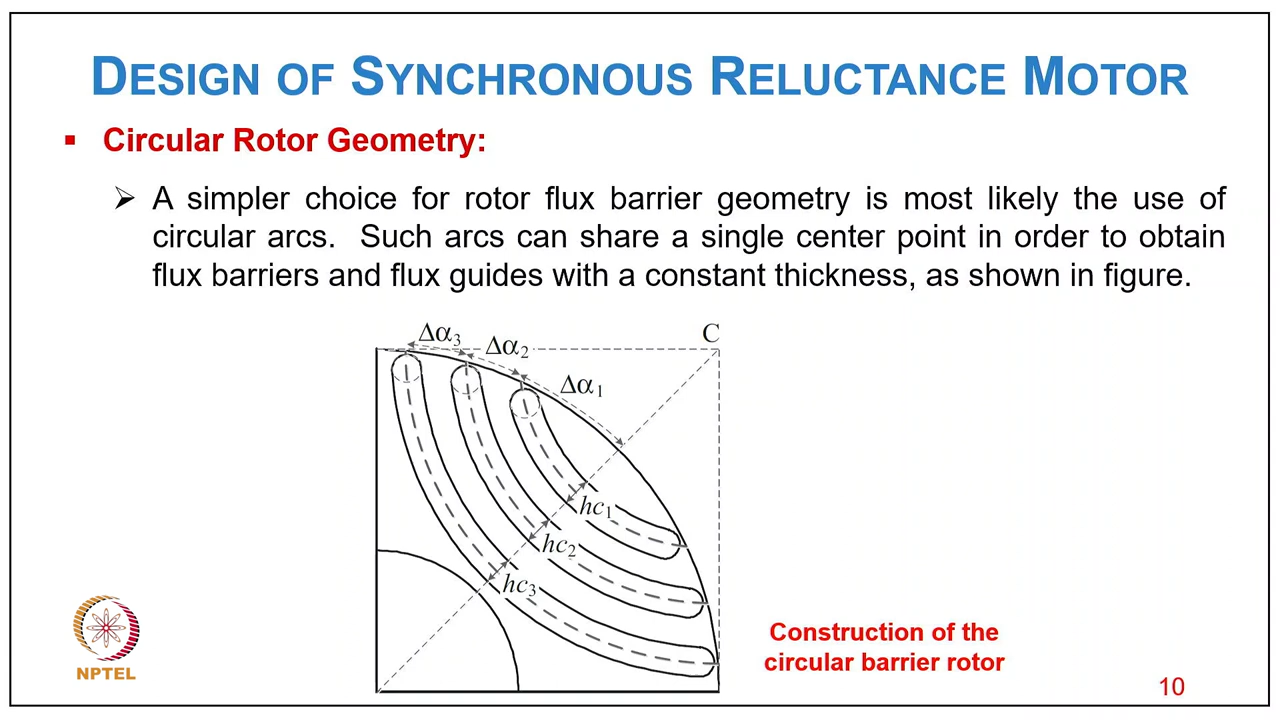 DESIGN OF SYNCHRONOUS RELUCTANCE MOTOR
▪ Circular Rotor Geometry:
➢ A simpler choice for rotor flux barrier geometry is most likely the use of
circular arcs. Such arcs can share a single center point in order to obtain
flux barriers and flux guides with a constant thickness, as shown in figure.
Δα3
Δα2
C
Δα1
hc1
hc2
hc3
Construction of the
circular barrier rotor
NPTEL
10